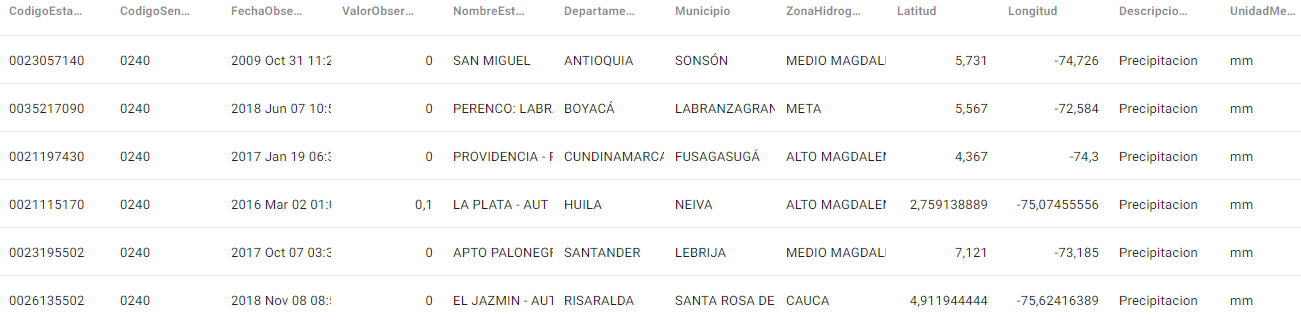 CodigoEsta... CodigoSen... FechaObse... ValorObser... NombreEst... Departame... Municipio ZonaHidrog... Latitud Longitud Descripcio... UnidadMe...
0023057140 0240 2009 Oct 31 11:2 0 SAN MIGUEL ANTIOQUIA SONSÓN MEDIO MAGDAL 5,731 -74,726 Precipitacion mm
0035217090 0240 2018 Jun 07 10:5 0 PERENCO: LABR. BOYACÁ LABRANZAGRAN META 5,567 -72,584 Precipitacion mm
0021197430 0240 2017 Jan 19 06:3 0 PROVIDENCIA - CUNDINAMARCA FUSAGASUGÁ ALTO MAGDALEN 4,367 -74,3 Precipitacion mm
0021115170 0240 2016 Mar 02 01:0 0,1 LA PLATA - AUT HUILA NEIVA ALTO MAGDALEN 2,759138889 -75,07455556 Precipitacion mm
0023195502 0240 2017 Oct 07 03:3 0 APTO PALONEGR SANTANDER LEBRIJA MEDIO MAGDAL 7,121 -73,185 Precipitacion mm
0026135502 0240 2018 Nov 08 08: 0 EL JAZMIN - AUT RISARALDA SANTA ROSA DE CAUCA 4,911944444 -75,62416389 Precipitacion mm